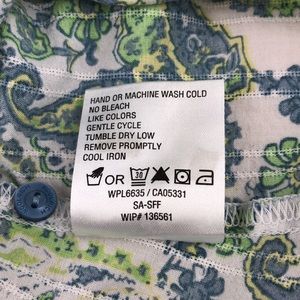 HAND OR MACHINE WASH COLD
NO BLEACH
LIKE COLORS
GENTLE CYCLE
TUMBLE DRY LOW
REMOVE PROMPTLY
COOL IRON
OR
WPL6635 / CA05331
SA-SFF
WIP# 136561